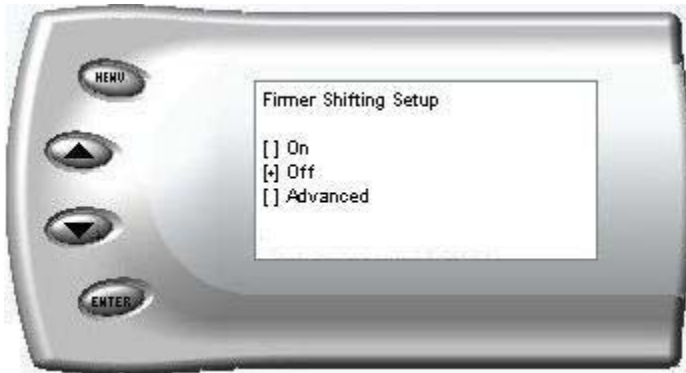 MENU
Firmer Shifting Setup
[ ] On
[•] Off
[ ] Advanced
ENTER